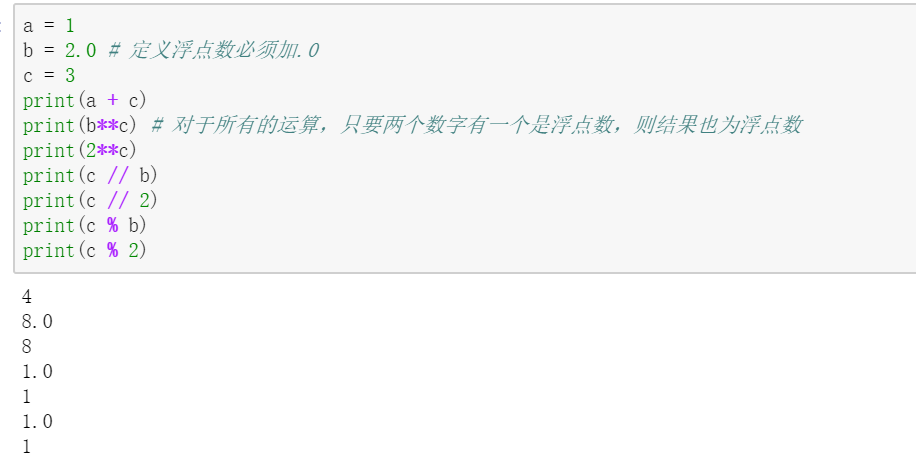 a = 1
b = 2.0 # 定义浮点数必须加.0
c = 3
print(a + c)
print(b**c) # 对于所有的运算，只要两个数字有一个是浮点数，则结果也为浮点数
print(2**c)
print(c // b)
print(c // 2)
print(c % b)
print(c % 2)
4
8.0
8
1.0
1
1.0
1